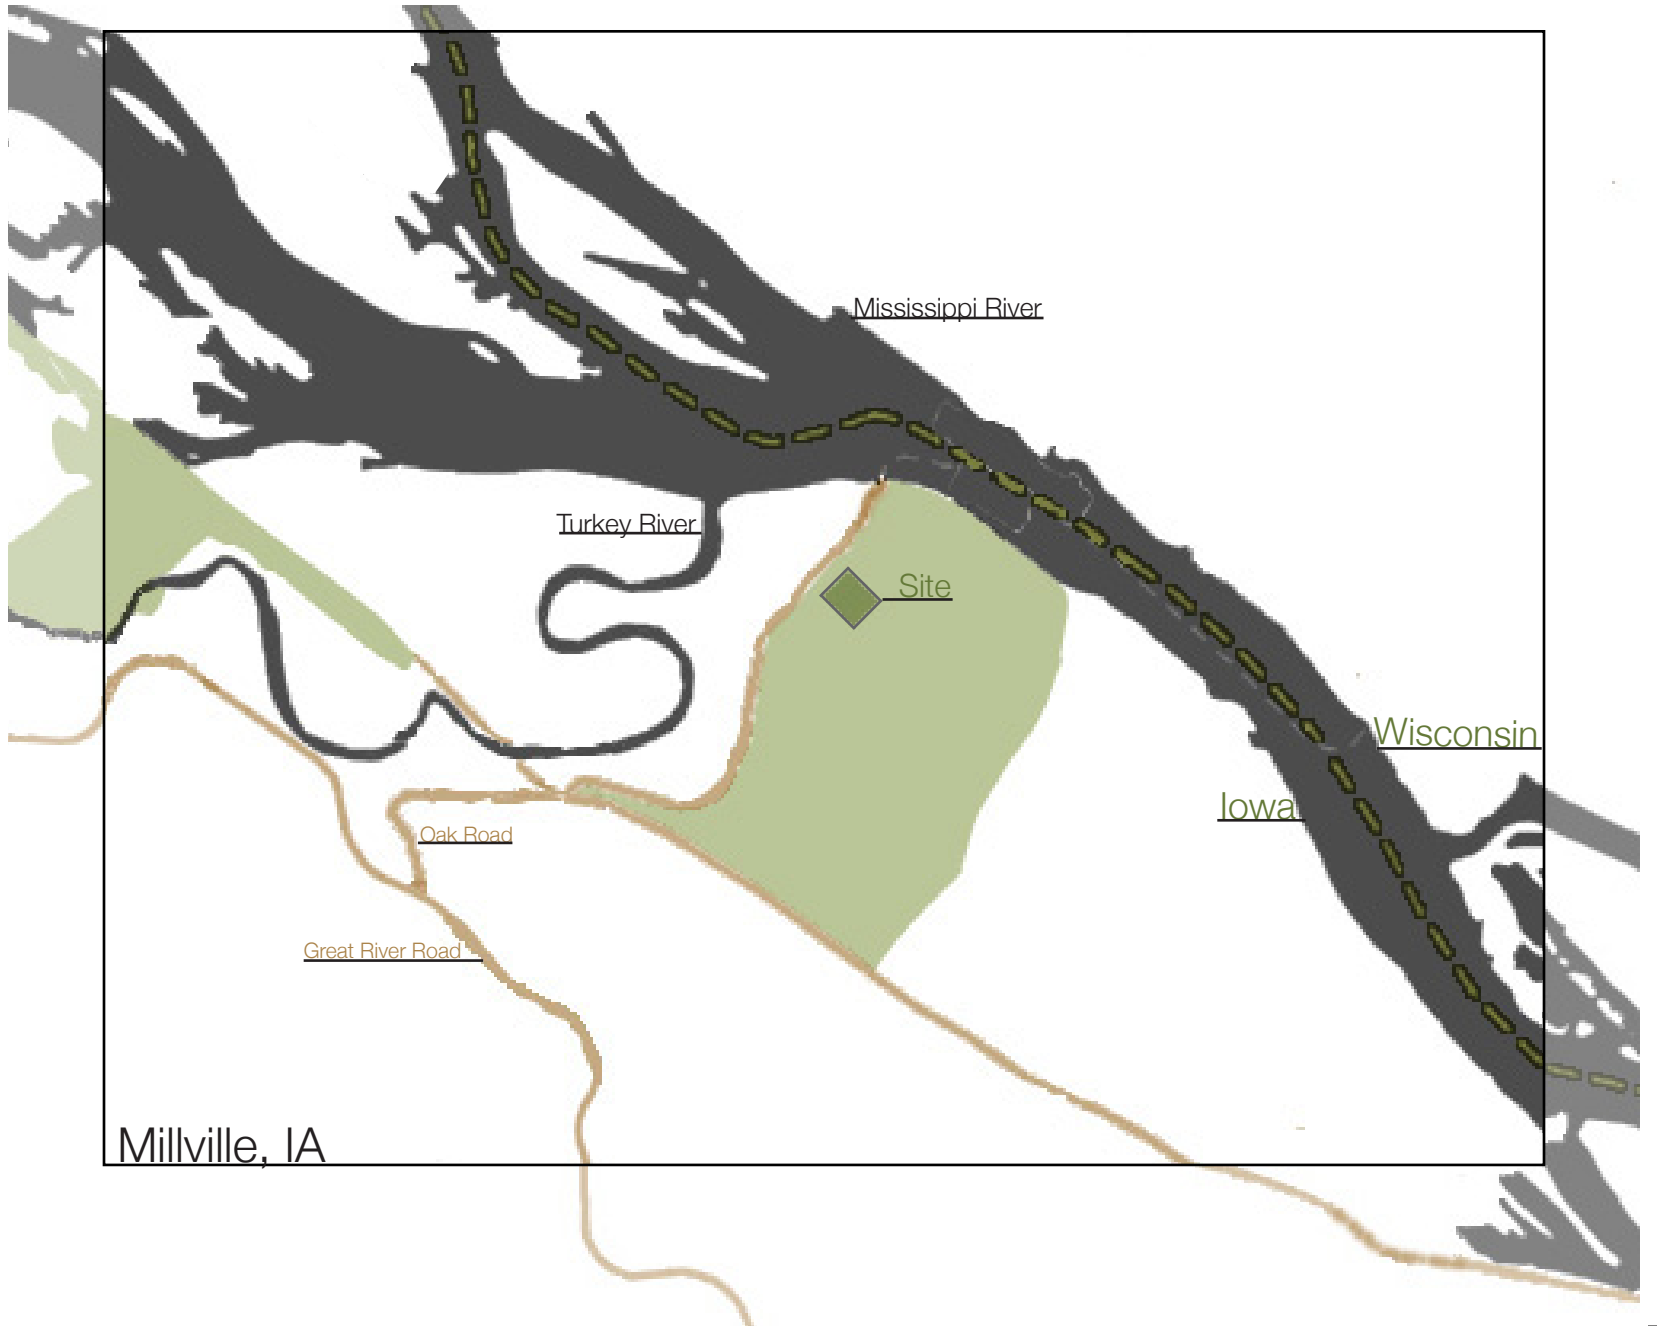 Mississippi River
Turkey River
Site
Wisconsin
Iowa
Oak Road
Great River Road
Millville, IA